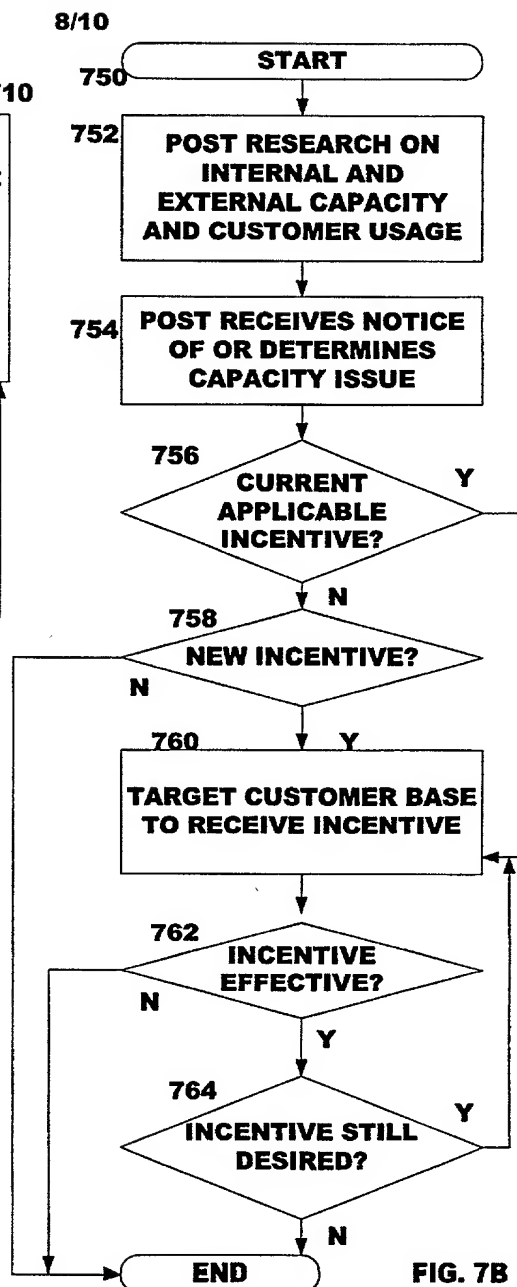 8/10
750
START
10
752
POST RESEARCH ON
INTERNAL AND
EXTERNAL CAPACITY
AND CUSTOMER USAGE
754
POST RECEIVES NOTICE
OF OR DETERMINES
CAPACITY ISSUE
756
CURRENT
APPLICABLE
INCENTIVE?
Y
N
758
NEW INCENTIVE?
N
Y
760
TARGET CUSTOMER BASE
TO RECEIVE INCENTIVE
762
INCENTIVE
EFFECTIVE?
N
Y
764
INCENTIVE STILL
DESIRED?
Y
N
END
FIG. 7B